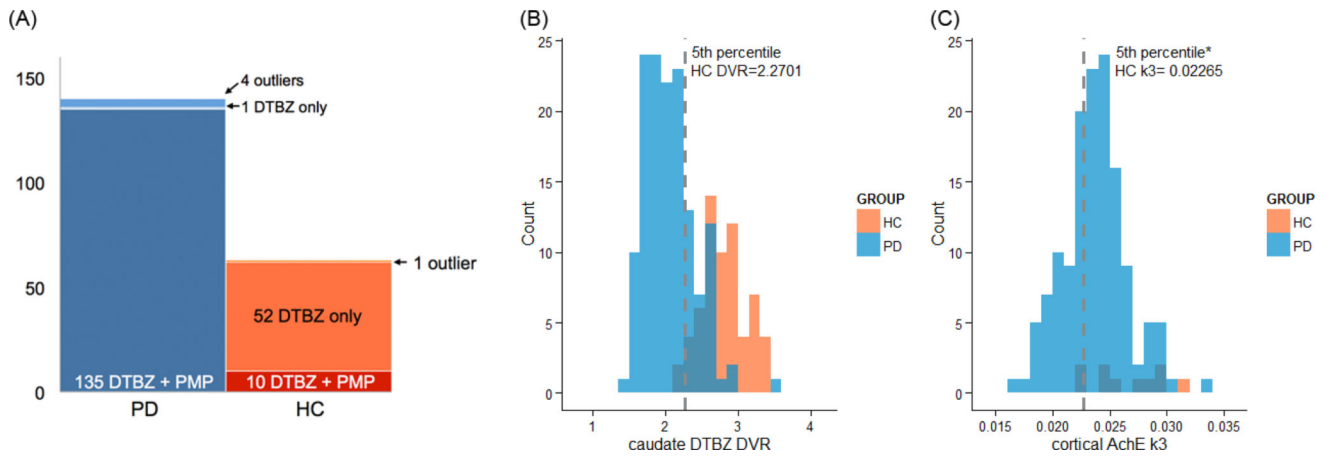 (A)
150
100
50
0
4 outliers
1 DTBZ only
1 outlier
52 DTBZ only
135 DTBZ + PMP
10 DTBZ + PMP
PD
HC
(B)
25
20
15
10
5
0
Count
5th percentile
HC DVR=2.2701
GROUP
HC
PD
1
2
3
4
caudate DTBZ DVR
(C)
25
20
15
10
5
0
Count
5th percentile*
HC k3= 0.02265
GROUP
HC
PD
0.015
0.020
0.025
0.030
0.035
cortical AchE k3